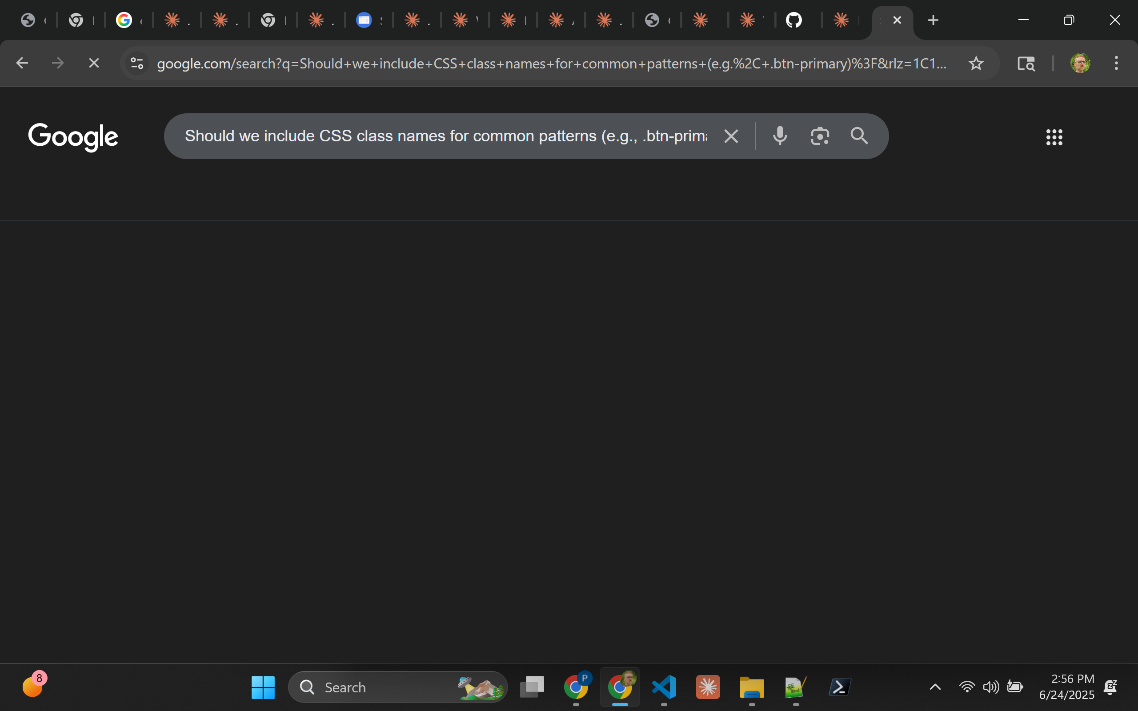 google.com/search?q=Should+we+include+CSS+class+names+for+common+patterns+(e.g.%2C+.btn-primary)%3F&rlz=1C1...
Google
Should we include CSS class names for common patterns (e.g., .btn-prima
8
Search
P
2:56 PM
6/24/2025